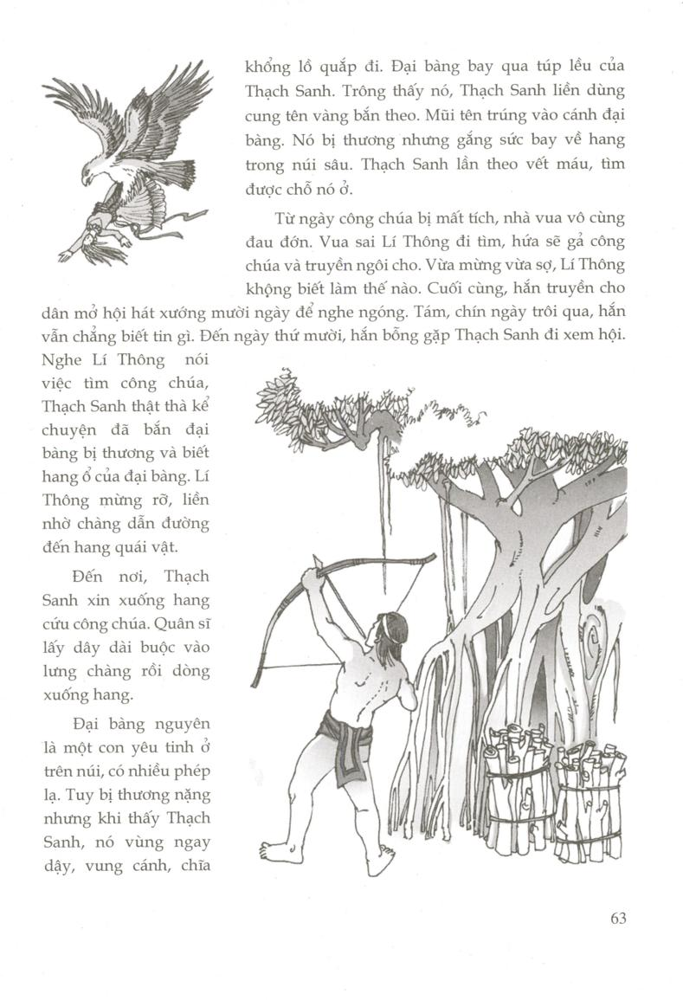 khổng lồ quắp đi. Đại bàng bay qua túp lều của
Thạch Sanh. Trông thấy nó, Thạch Sanh liền dùng
cung tên vàng bắn theo. Mũi tên trúng vào cánh đại
bàng. Nó bị thương nhưng gắng sức bay về hang
trong núi sâu. Thạch Sanh lần theo vết máu, tìm
được chỗ nó ở.
Từ ngày công chúa bị mất tích, nhà vua vô cùng
đau đớn. Vua sai Lí Thông đi tìm, hứa sẽ gả công
chúa và truyền ngôi cho. Vừa mừng vừa sợ, Lí Thông
không biết làm thế nào. Cuối cùng, hắn truyền cho
dân mở hội hát xướng mười ngày để nghe ngóng. Tám, chín ngày trôi qua, hắn
vẫn chẳng biết tin gì. Đến ngày thứ mười, hắn bỗng gặp Thạch Sanh đi xem hội.
Nghe Lí Thông nói
việc tìm công chúa,
Thạch Sanh thật thà kể
chuyện đã bắn đại
bàng bị thương và biết
hang ổ của đại bàng. Lí
Thông mừng rỡ, liền
nhờ chàng dẫn đường
đến hang quái vật.
Đến nơi, Thạch
Sanh xin xuống hang
cứu công chúa. Quân sĩ
lấy dây dài buộc vào
lưng chàng rồi dòng
xuống hang.
Đại bàng nguyên
là một con yêu tinh ở
trên núi, có nhiều phép
lạ. Tuy bị thương nặng
nhưng khi thấy Thạch
Sanh, nó vùng ngay
dậy, vung cánh, chĩa
63